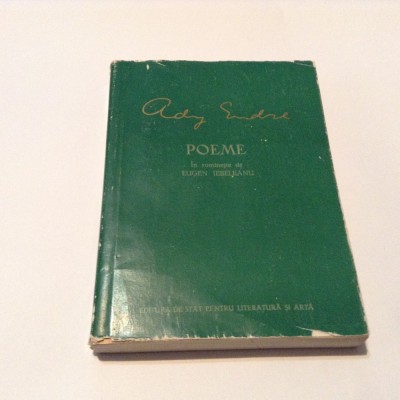 Ady Endre
POEME
În romînește de
EUGEN JEBELEANU
EDITURA DE STAT PENTRU LITERATURĂ ȘI ARTĂ